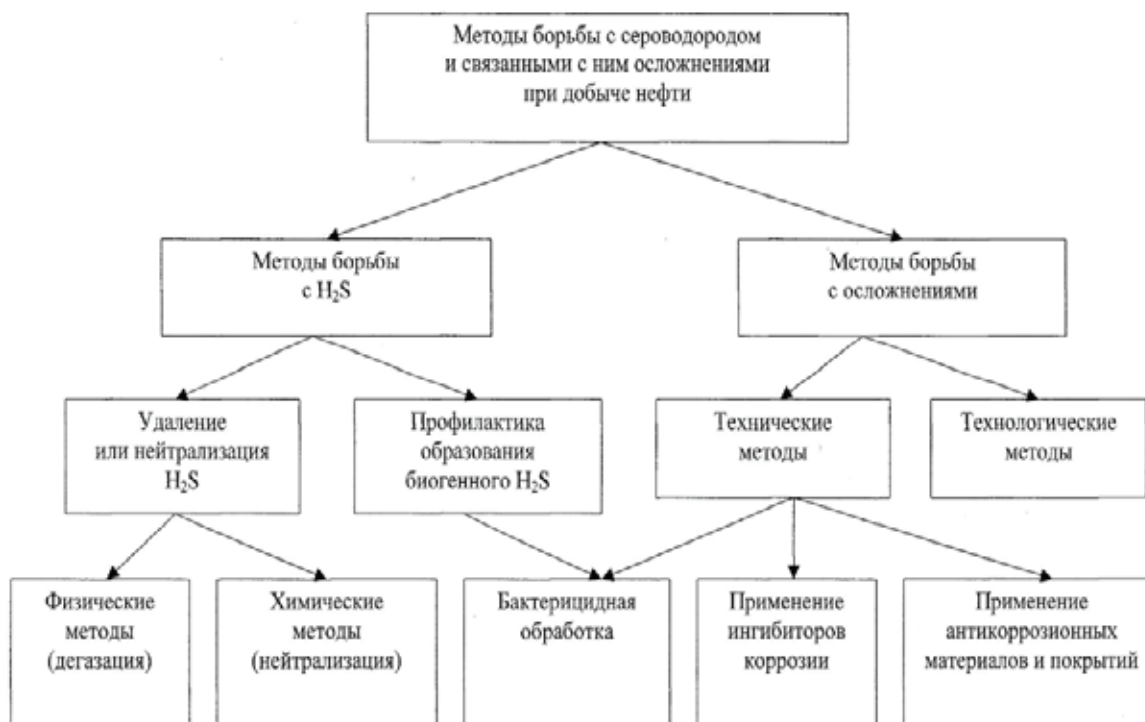 Методы борьбы с сероводородом
и связанными с ним осложнениями
при добыче нефти
Методы борьбы
с H₂S
Методы борьбы
с осложнениями
Удаление
или нейтрализация
H₂S
Профилактика
образования
биогенного H₂S
Технические
методы
Технологические
методы
Физические
методы
(дегазация)
Химические
методы
(нейтрализация)
Бактерицидная
обработка
Применение
ингибиторов
коррозии
Применение
антикоррозионных
материалов и покрытий